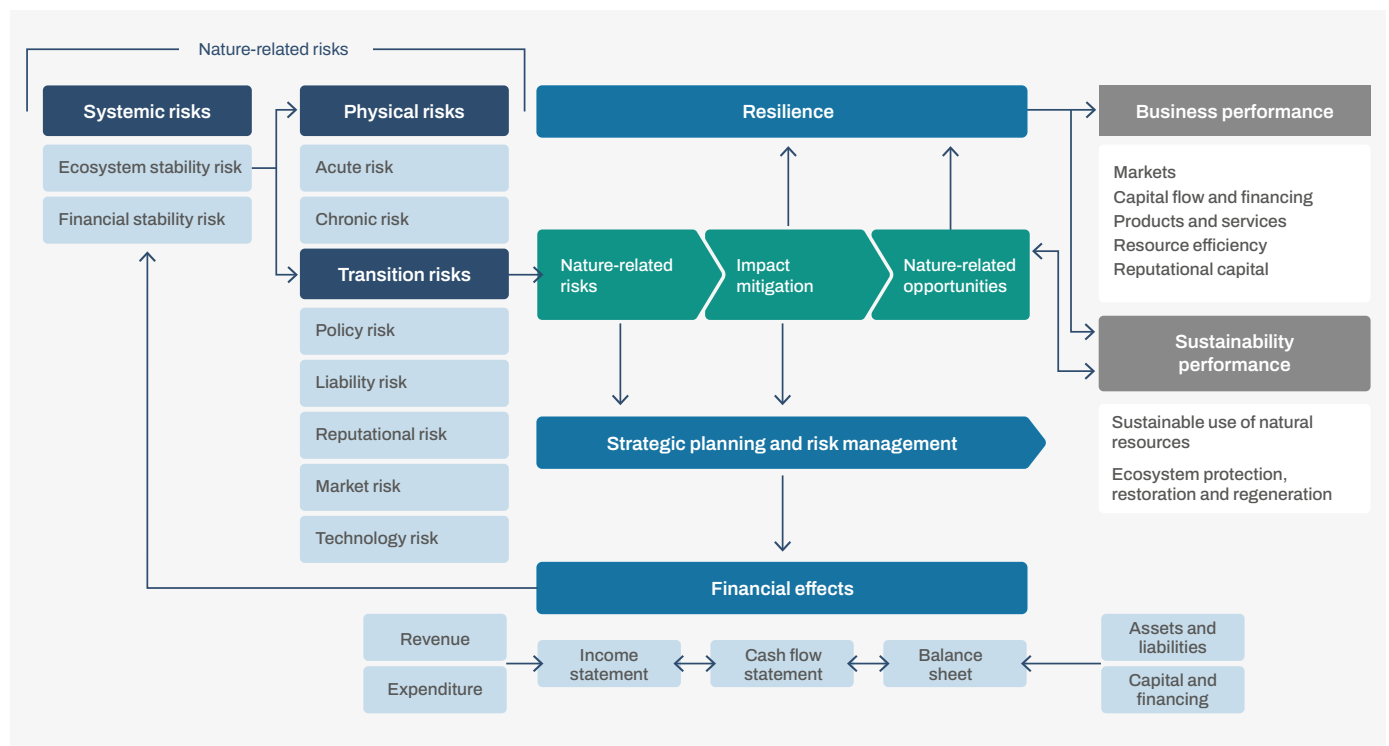 Nature-related risks
Systemic risks
Ecosystem stability risk
Financial stability risk
Physical risks
Acute risk
Chronic risk
Transition risks
Policy risk
Liability risk
Reputational risk
Market risk
Technology risk
Resilience
Nature-related
risks
Impact
mitigation
Nature-related
opportunities
Strategic planning and risk management
Financial effects
Business performance
Markets
Capital flow and financing
Products and services
Resource efficiency
Reputational capital
Sustainability
performance
Sustainable use of natural
resources
Ecosystem protection,
restoration and regeneration
Revenue
Expenditure
Income
statement
Cash flow
statement
Balance
sheet
Assets and
liabilities
Capital and
financing